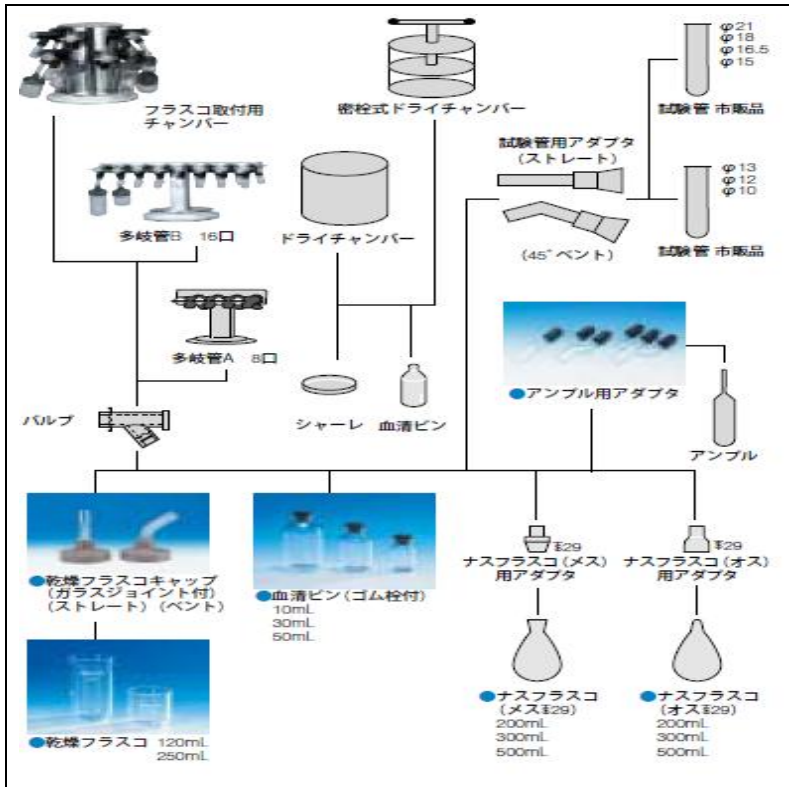 フラスコ取付用
チャンバー
密栓式ドライチャンバー
φ21
φ18
φ16.5
φ15
試験管 市販品
試験管用アダプタ
(ストレート)
φ13
φ12
φ10
(45°ベント)
試験管 市販品
多岐管B 16口
ドライチャンバー
多岐管A 8口
バルブ
シャーレ
血清ビン
●アンプル用アダプタ
アンプル
●乾燥フラスコキャップ
(ガラスジョイント付)
(ストレート) (ベント)
●血清ビン(ゴム栓付)
10mL
30mL
50mL
29
ナスフラスコ(メス)
用アダプタ
29
ナスフラスコ(オス)
用アダプタ
●乾燥フラスコ 120mL
250mL
●ナスフラスコ
(メス 29)
200mL
300mL
500mL
●ナスフラスコ
(オス 29)
200mL
300mL
500mL